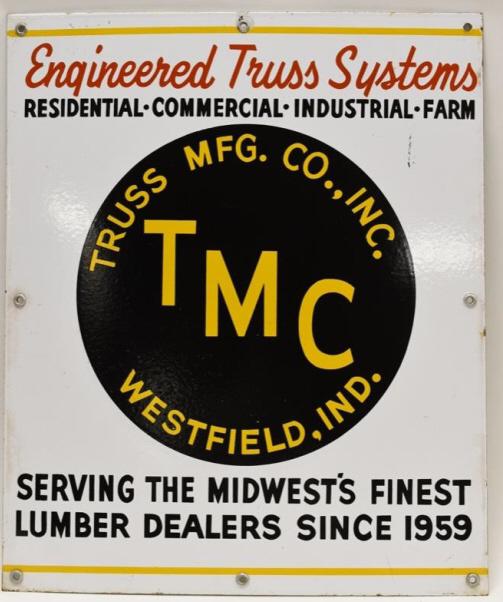 Engineered Truss Systems
RESIDENTIAL·COMMERCIAL·INDUSTRIAL·FARM
TRUSS MFG. CO., INC.
TMC
WESTFIELD, IND.
SERVING THE MIDWEST'S FINEST
LUMBER DEALERS SINCE 1959